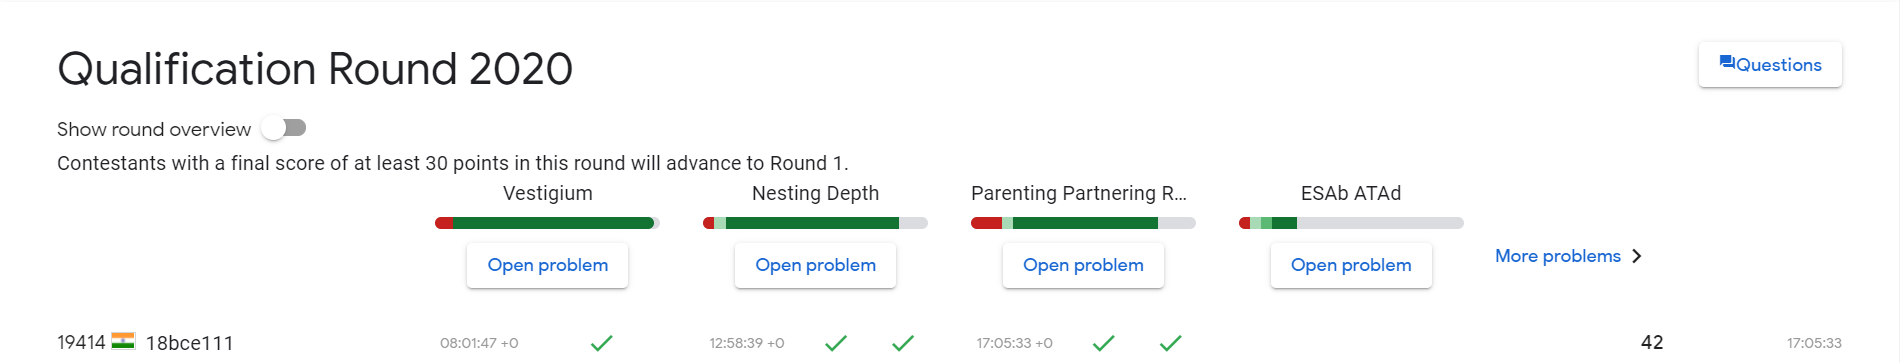 Qualification Round 2020
Questions
Show round overview
Contestants with a final score of at least 30 points in this round will advance to Round 1.
Vestigium Nesting Depth Parenting Partnering R... ESAb ATAd
Open problem Open problem Open problem Open problem More problems
19414 18bce111 08:01:47 +0 12:58:39 +0 17:05:33 +0 42 17:05:33